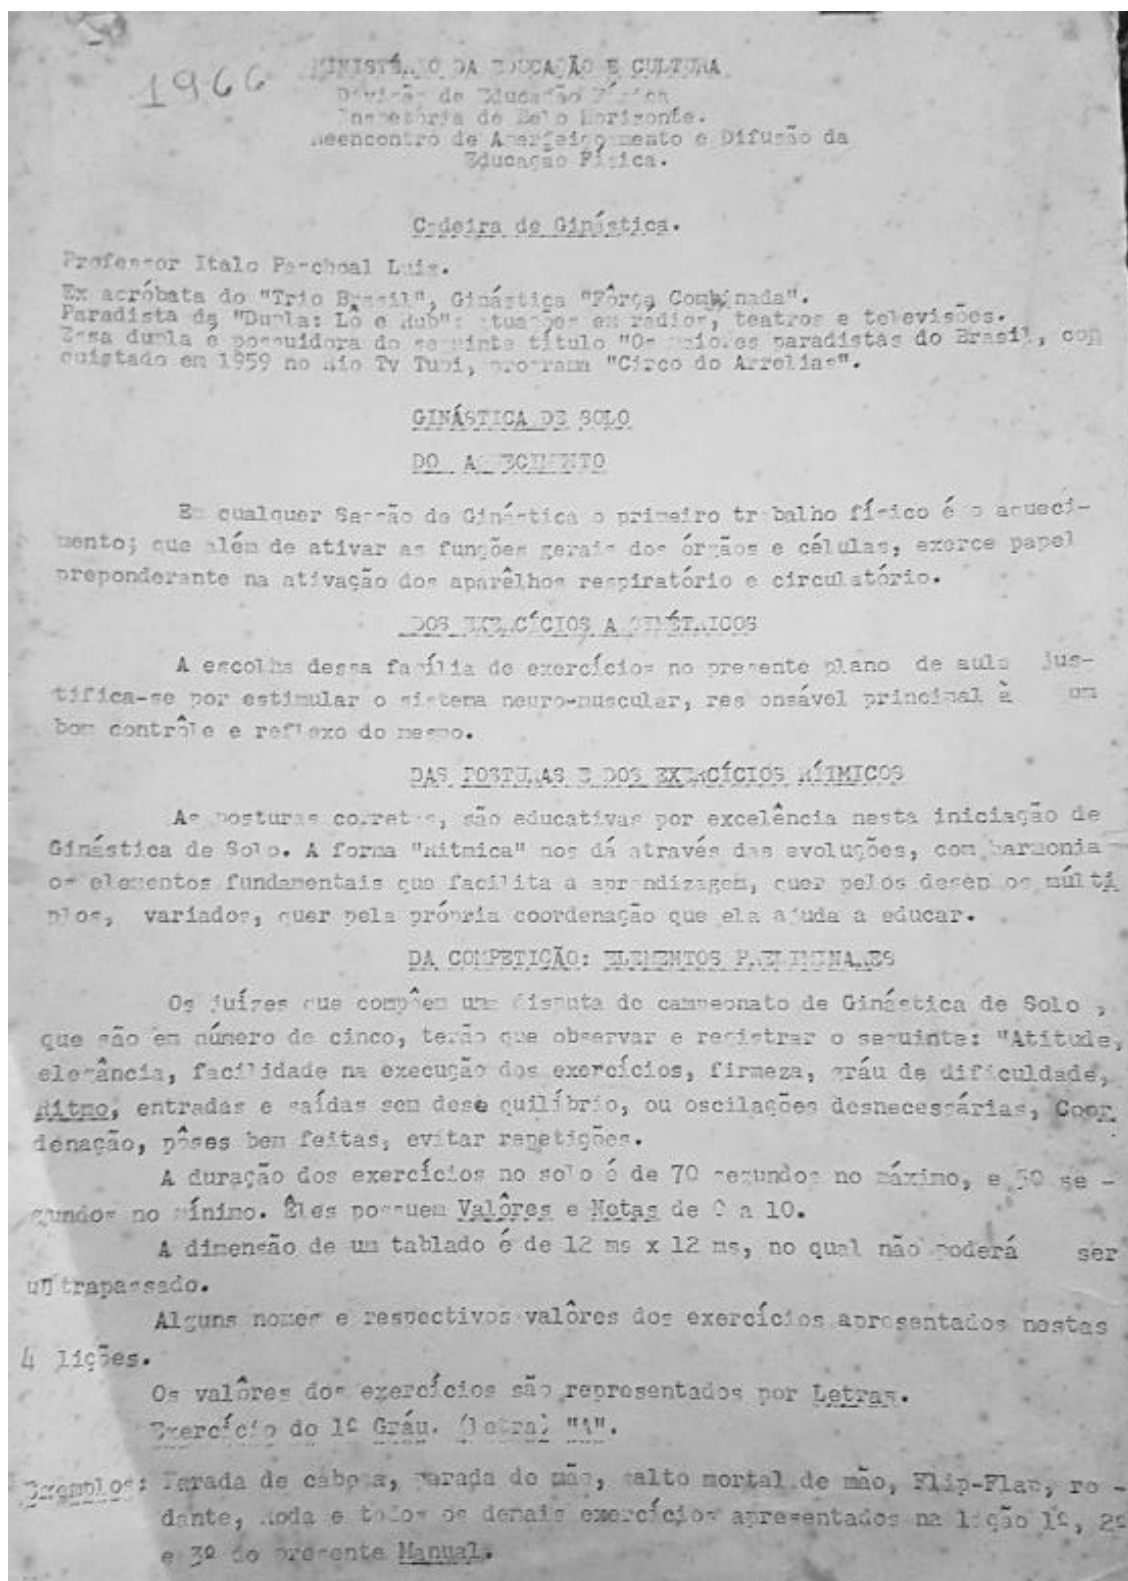 1966
MINISTÉRIO DA EDUCAÇÃO E CULTURA
Divisão de Educação Física
Inspetoria de Belo Horizonte.
Reencontro de Aperfeiçoamento e Difusão da
Educação Física.
Cadeira de Ginástica.
Professor Italo Paschoal Luis.
Ex acróbata do "Trio Brasil", Ginástica "Fôrça Combinada".
Paradista da "Dupla: Lô e Rub": atuações em rádios, teatros e televisões.
Essa dupla é possuidora do seguinte título "Os maiores paradistas do Brasil, con
quistado em 1959 no Rio Tv Tupi, programa "Circo do Arrelias".
GINÁSTICA DE SOLO
DO AQUECIMENTO
Em qualquer Sessão de Ginástica o primeiro trabalho físico é o aqueci-
mento; que além de ativar as funções gerais dos órgãos e células, exerce papel
preponderante na ativação dos aparêlhos respiratório e circulatório.
DOS EXERCÍCIOS ASSIMÉTRICOS
A escolha dessa família de exercícios no presente plano de aula jus-
tifica-se por estimular o sistema neuro-muscular, responsável principal à um
bom contrôle e reflexo do mesmo.
DAS POSTURAS E DOS EXERCÍCIOS RÍTMICOS
As posturas corretas, são educativas por excelência nesta iniciação de
Ginástica de Solo. A forma "Ritmica" nos dá através das evoluções, com harmonia
os elementos fundamentais que facilita a aprendizagem, quer pelos desenhos múlti
plos, variados, quer pela própria coordenação que ela ajuda a educar.
DA COMPETIÇÃO: ELEMENTOS PRELIMINARES
Os juízes que compõem uma disputa de campeonato de Ginástica de Solo ,
que são em número de cinco, terão que observar e registrar o seguinte: "Atitude,
elegância, facilidade na execução dos exercícios, firmeza, gráu de dificuldade,
Ritmo, entradas e saídas sem dese quilíbrio, ou oscilações desnecessárias, Coor
denação, pôses bem feitas, evitar repetições.
A duração dos exercícios no solo é de 70 segundos no máximo, e 50 se -
gundos no mínimo. Êles possuem Valôres e Notas de 0 a 10.
A dimensão de um tablado é de 12 ms x 12 ms, no qual não poderá ser
ultrapassado.
Alguns nomes e respectivos valôres dos exercícios apresentados nestas
4 lições.
Os valôres dos exercícios são representados por Letras.
Exercício do 1º Gráu. (letra) "A".
Exemplos: Parada de cabeça, parada de mão, salto mortal de mão, Flip-Flap, ro -
dante, Roda e todos os demais exercícios apresentados na lição 1º, 2º
e 3º do presente Manual.